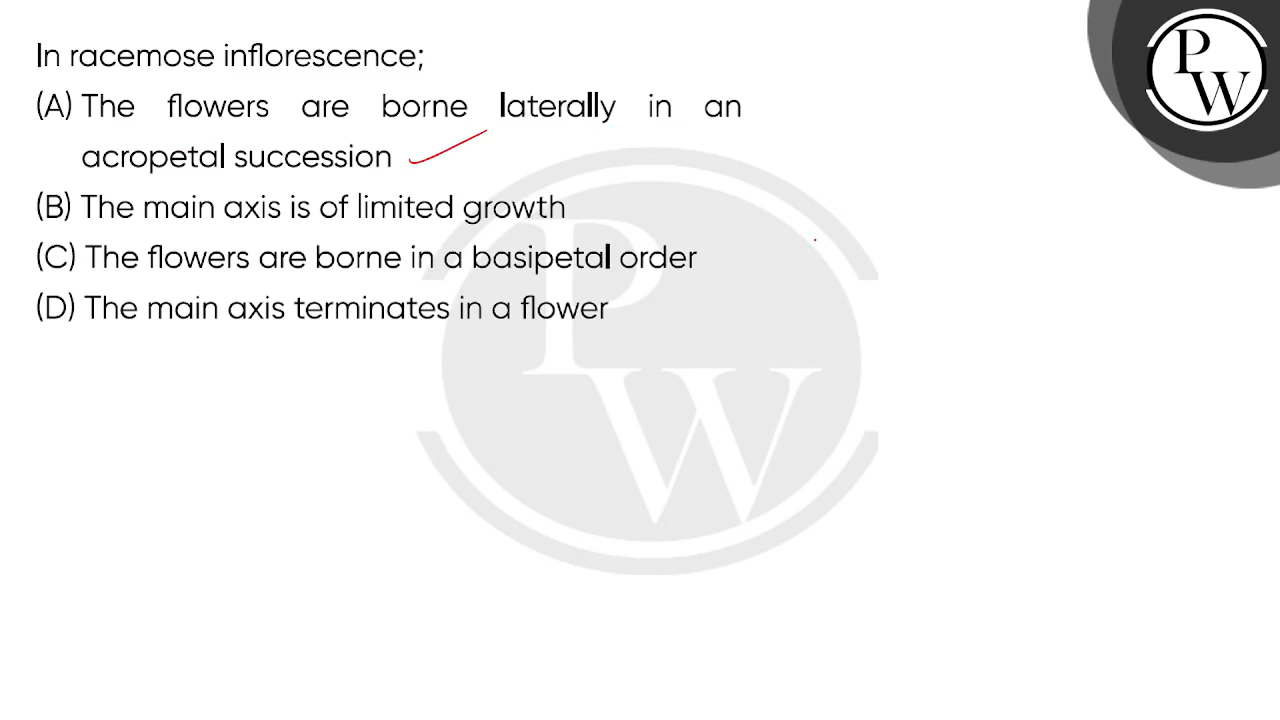 In racemose inflorescence;
(A) The flowers are borne laterally in an
acropetal succession
(B) The main axis is of limited growth
(C) The flowers are borne in a basipetal order
(D) The main axis terminates in a flower
PW
PW